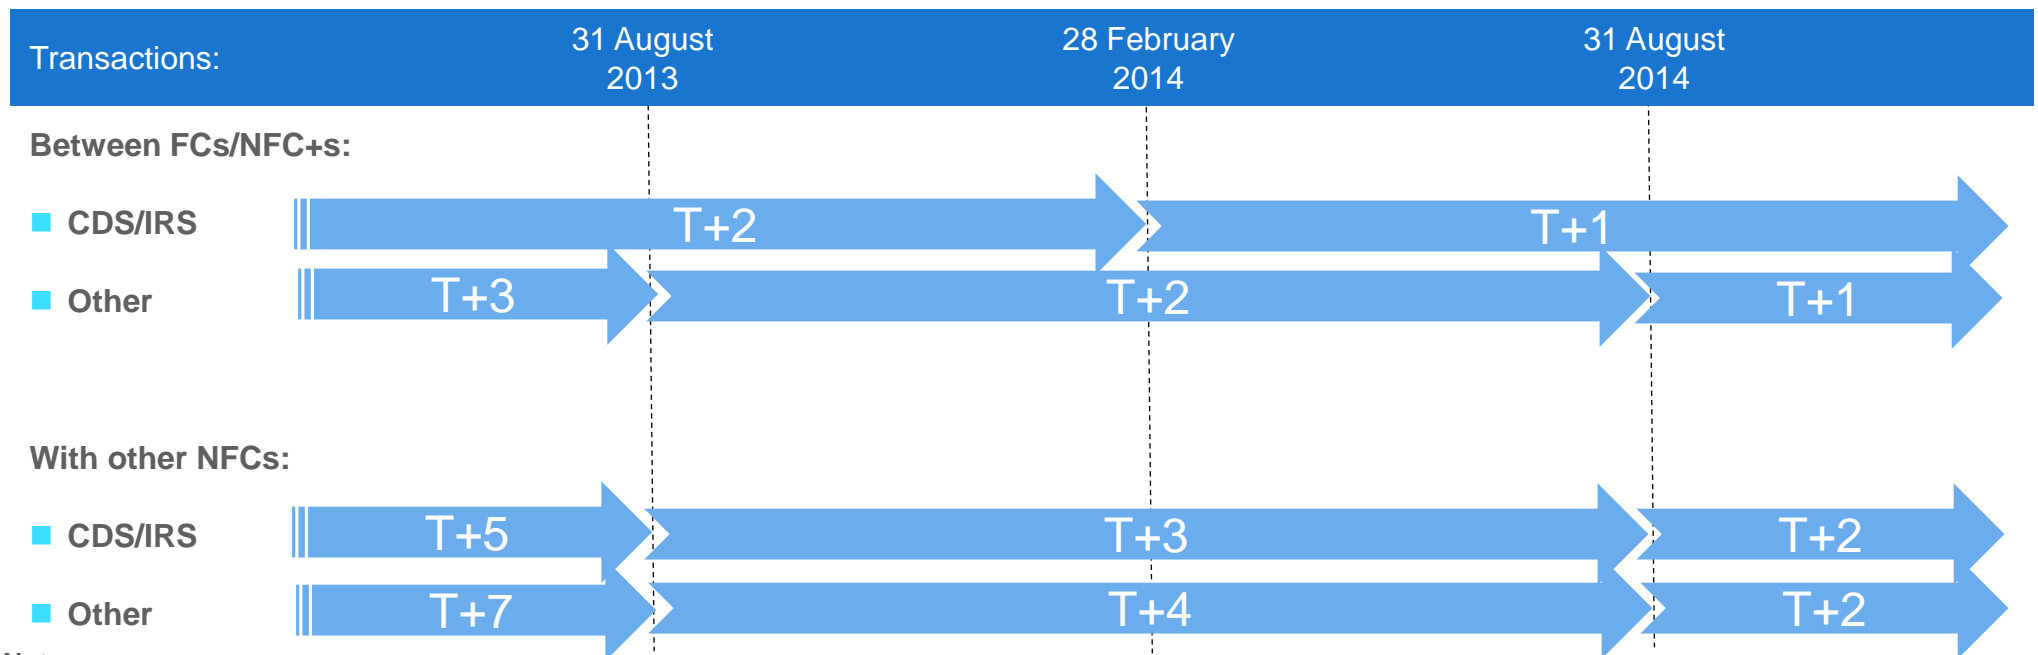 Transactions:
31 August
2013
28 February
2014
31 August
2014
Between FCs/NFC+s:
CDS/IRS
T+2
T+1
Other
T+3
T+2
T+1
With other NFCs:
CDS/IRS
T+5
T+3
T+2
Other
T+7
T+4
T+2